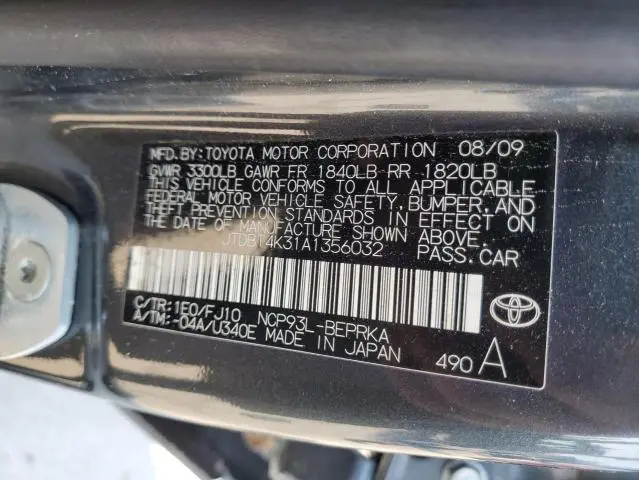 MFD.BY:TOYOTA MOTOR CORPORATION 08/09
GVWR 3300LB GAWR FR 1840LB RR 1820LB
THIS VEHICLE CONFORMS TO ALL APPLICABLE
FEDERAL MOTOR VEHICLE SAFETY,BUMPER,AND
THEFT PREVENTION STANDARDS IN EFFECT ON
THE DATE OF MANUFACTURE SHOWN ABOVE.
JTDBT4K31A1356032 PASS.CAR
C/TR:1E0/FJ10 NCP93L-BEPRKA
A/TM:-04A/U340E MADE IN JAPAN
490 A